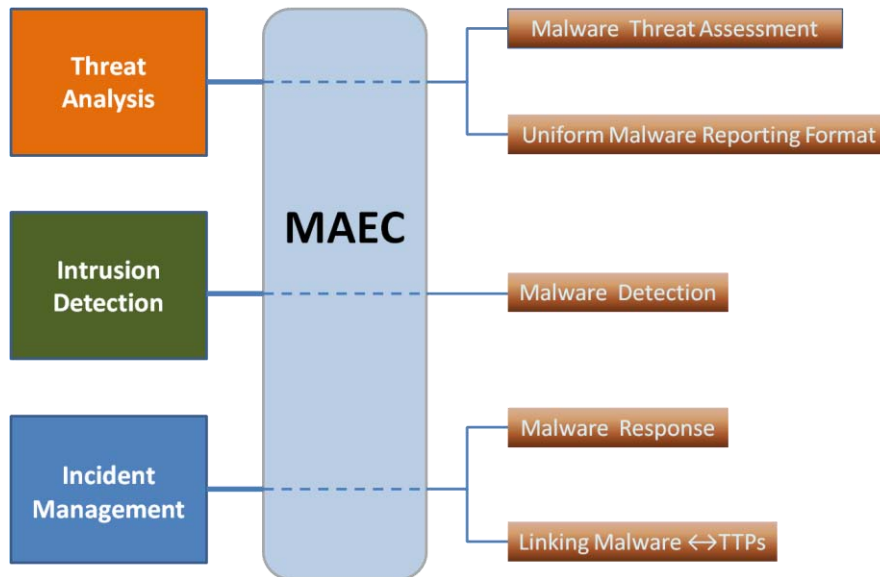 Threat
Analysis
Malware Threat Assessment
Uniform Malware Reporting Format
MAEC
Intrusion
Detection
Malware Detection
Incident
Management
Malware Response
Linking Malware ↔TTPs